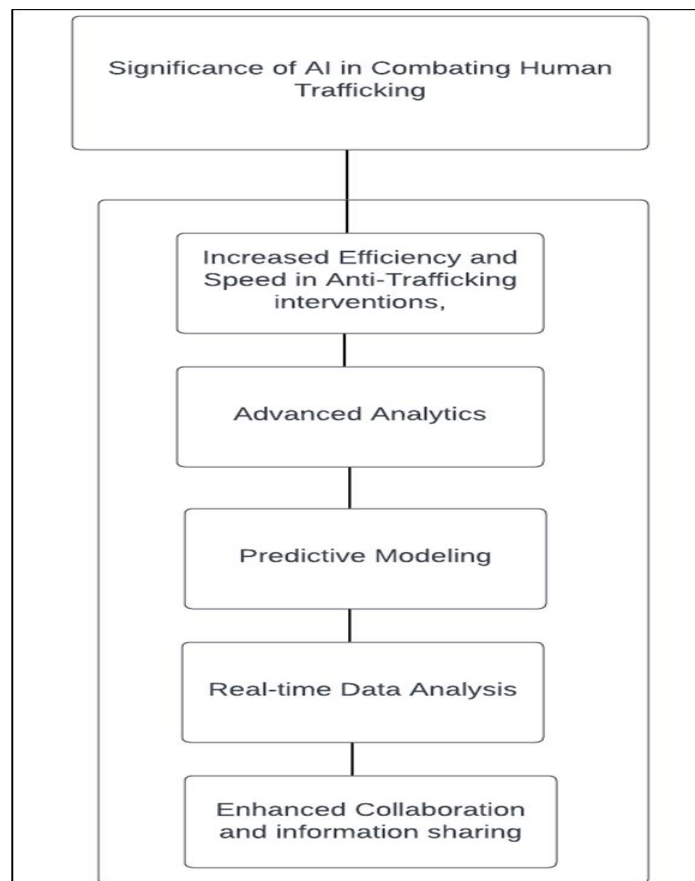 Significance of AI in Combating Human
Trafficking
Increased Efficiency and
Speed in Anti-Trafficking
interventions,
Advanced Analytics
Predictive Modeling
Real-time Data Analysis
Enhanced Collaboration
and information sharing